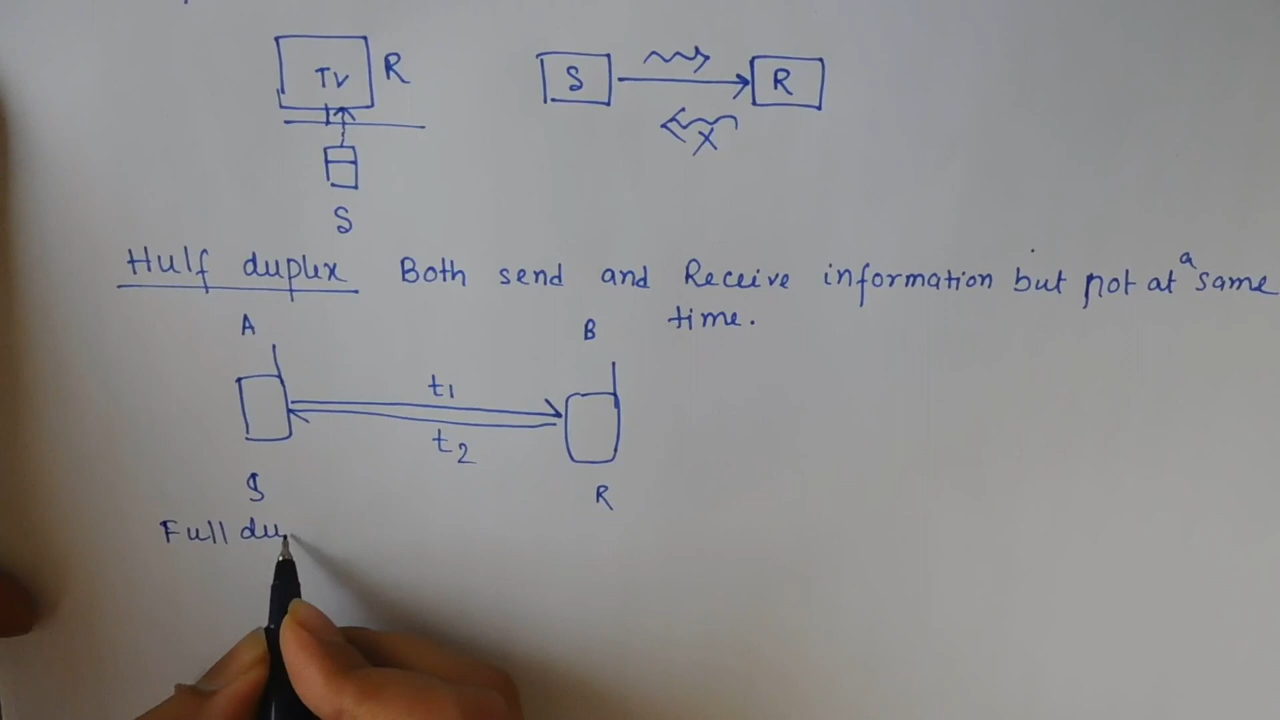 TV R S R
X
S
Hulf duplex Both send and Receive information but not at a same
time.
A B
t1
t2
S R
Full du